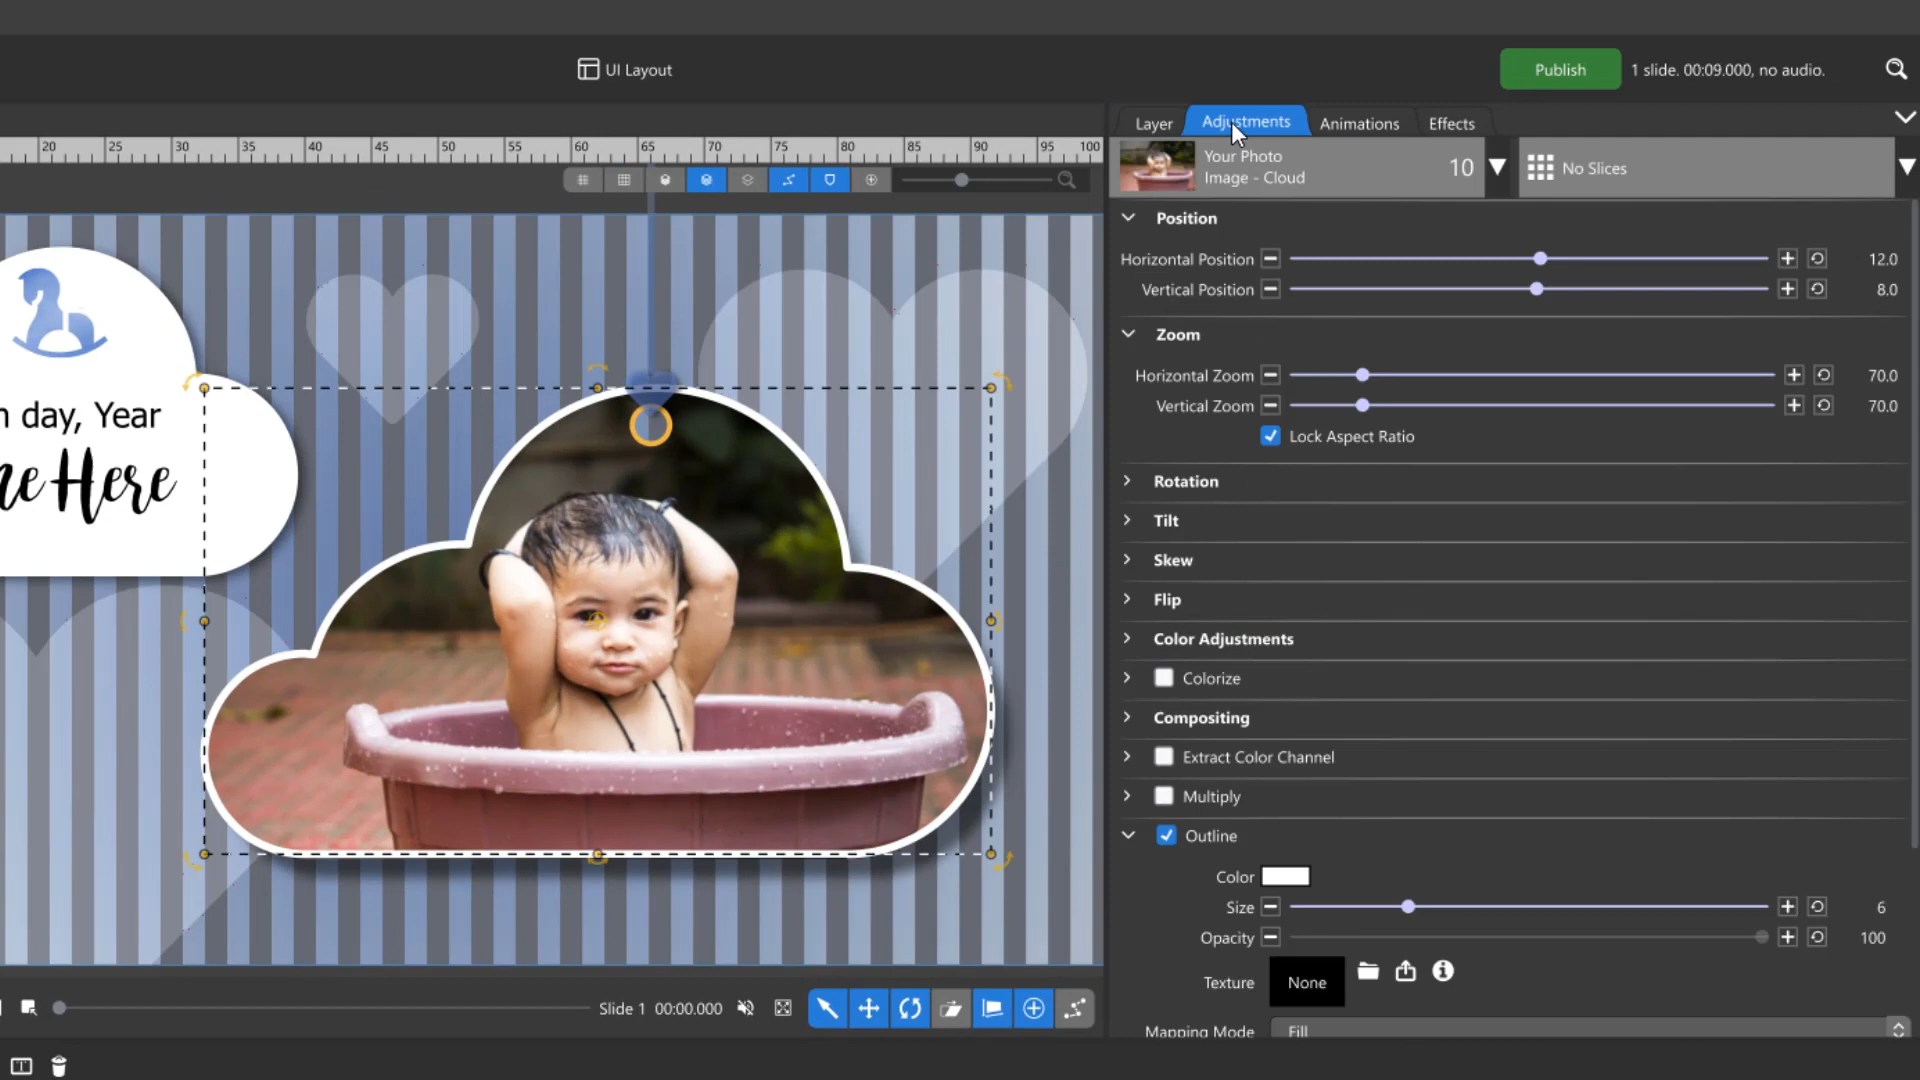 UI Layout
Publish
1 slide. 00:09.000, no audio.
Layer
Adjustments
Animations
Effects
20 25 30 35 40 45 50 55 60 65 70 75 80 85 90 95 100
Your Photo
Image - Cloud
10
No Slices
Position
Horizontal Position 12.0
Vertical Position 8.0
Zoom
Horizontal Zoom 70.0
Vertical Zoom 70.0
Lock Aspect Ratio
Rotation
Tilt
Skew
Flip
Color Adjustments
Colorize
Compositing
Extract Color Channel
Multiply
Outline
Color
Size 6
Opacity 100
Texture None
Mapping Mode Fill
day, Year
Here
Slide 1 00:00.000